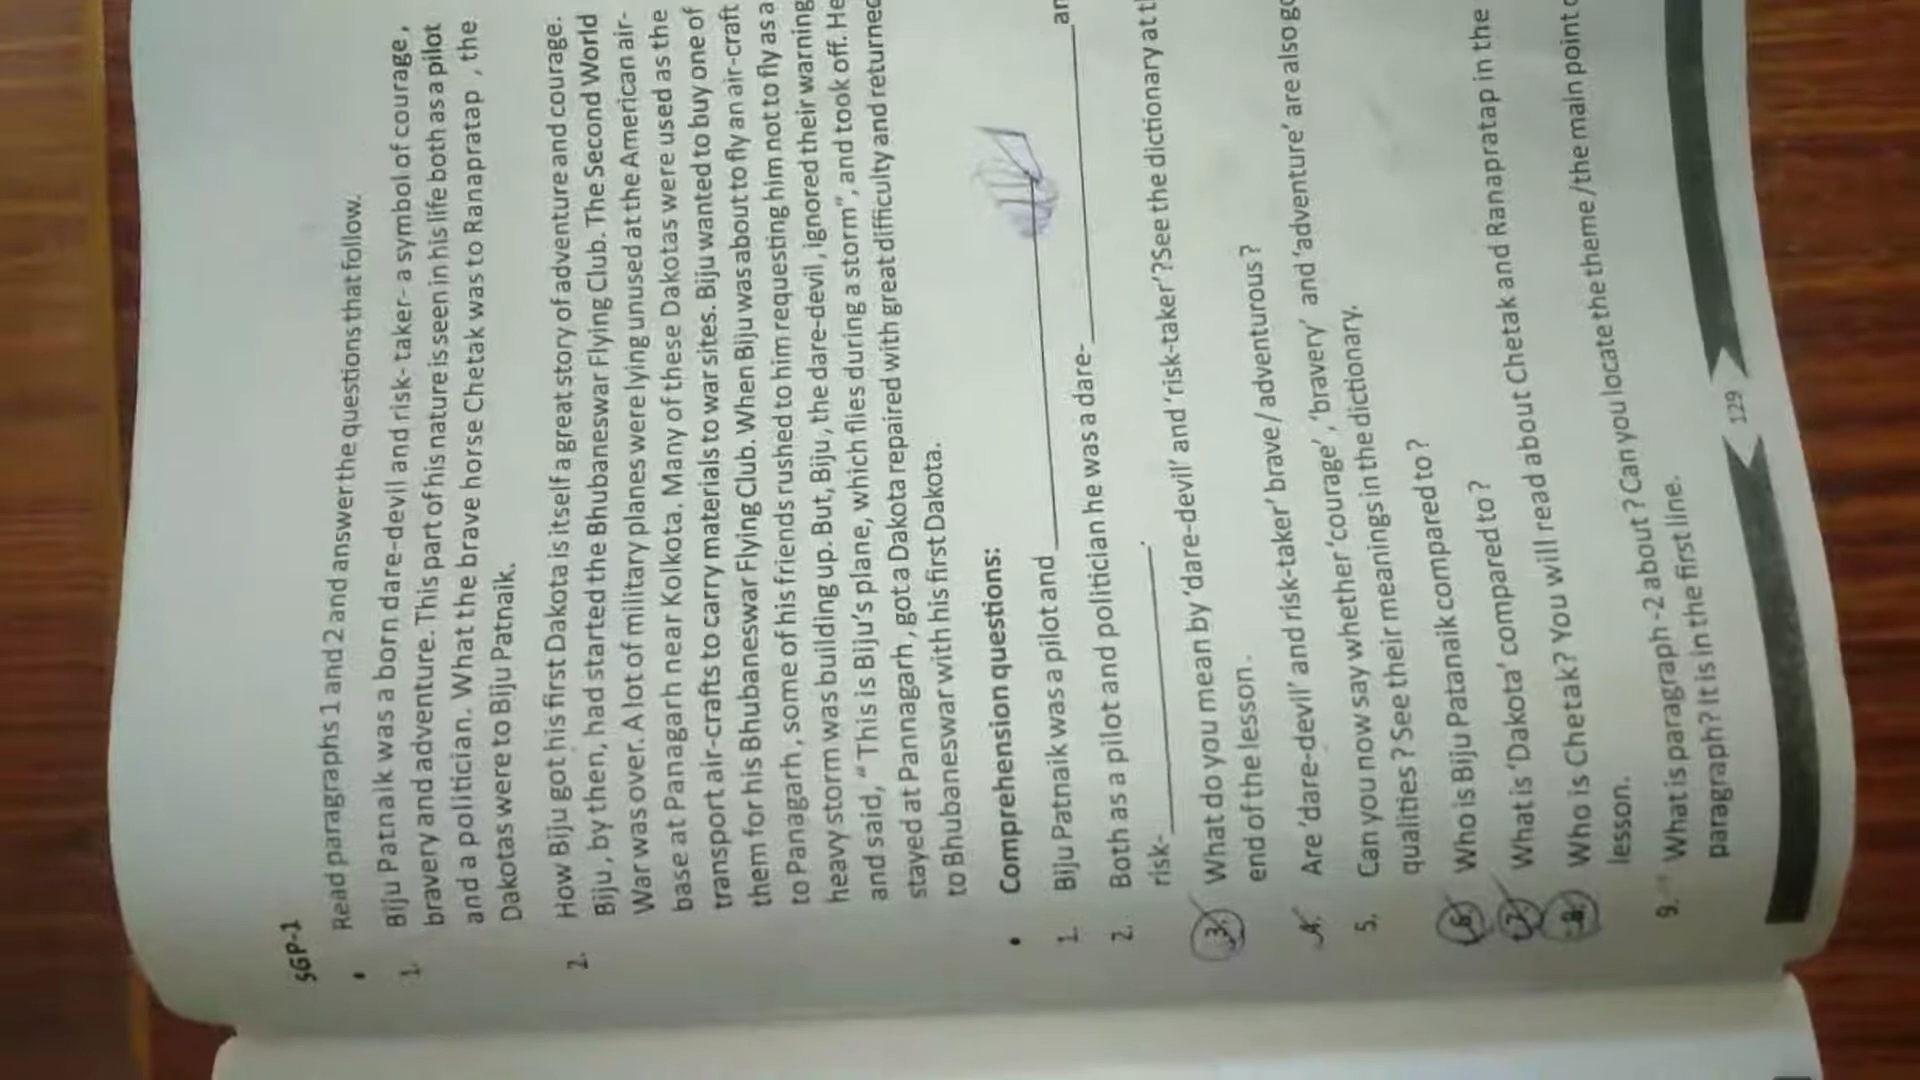 SGP-1
• Read paragraphs 1 and 2 and answer the questions that follow.
1. Biju Patnaik was a born dare-devil and risk- taker- a symbol of courage ,
bravery and adventure. This part of his nature is seen in his life both as a pilot
and a politician. What the brave horse Chetak was to Ranapratap , the
Dakotas were to Biju Patnaik.
2. How Biju got his first Dakota is itself a great story of adventure and courage.
Biju , by then, had started the Bhubaneswar Flying Club. The Second World
War was over. A lot of military planes were lying unused at the American air-
base at Panagarh near Kolkota. Many of these Dakotas were used as the
transport air-crafts to carry materials to war sites. Biju wanted to buy one of
them for his Bhubaneswar Flying Club. When Biju was about to fly an air-craft
to Panagarh , some of his friends rushed to him requesting him not to fly as a
heavy storm was building up. But, Biju , the dare-devil , ignored their warning
and said, " This is Biju's plane, which flies during a storm", and took off. He
stayed at Pannagarh , got a Dakota repaired with great difficulty and returned
to Bhubaneswar with his first Dakota.
• Comprehension questions:
1. Biju Patnaik was a pilot and ____________________
2. Both as a pilot and politician he was a dare-____________________ an
risk-____________________.
3. What do you mean by 'dare-devil' and 'risk-taker'? See the dictionary at
end of the lesson.
4. Are 'dare-devil' and risk-taker' brave / adventurous ?
5. Can you now say whether 'courage' , 'bravery' and 'adventure' are also
qualities ? See their meanings in the dictionary.
6. Who is Biju Patanaik compared to ?
7. What is 'Dakota' compared to ?
8. Who is Chetak? You will read about Chetak and Ranapratap in the
lesson.
9. What is paragraph -2 about ? Can you locate the theme / the main point
paragraph? It is in the first line.
129